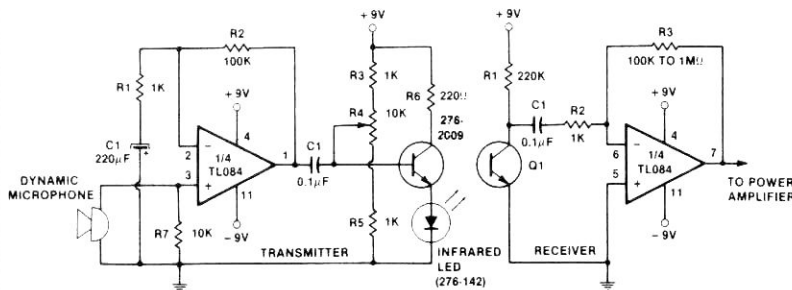 +9V
R2
100K
R1
1K
+9V
4
2
1/4
TL084
1
3
11
-9V
C1
220µF
+
DYNAMIC
MICROPHONE
R7
10K
TRANSMITTER
C1
0.1µF
R3
1K
R4
10K
R5
1K
R6
220Ω
276-
2009
INFRARED
LED
(276-142)
+9V
R1
220K
C1
0.1µF
R2
1K
Q1
RECEIVER
R3
100K TO 1MΩ
+9V
4
6
1/4
TL084
7
5
11
-9V
TO POWER
AMPLIFIER